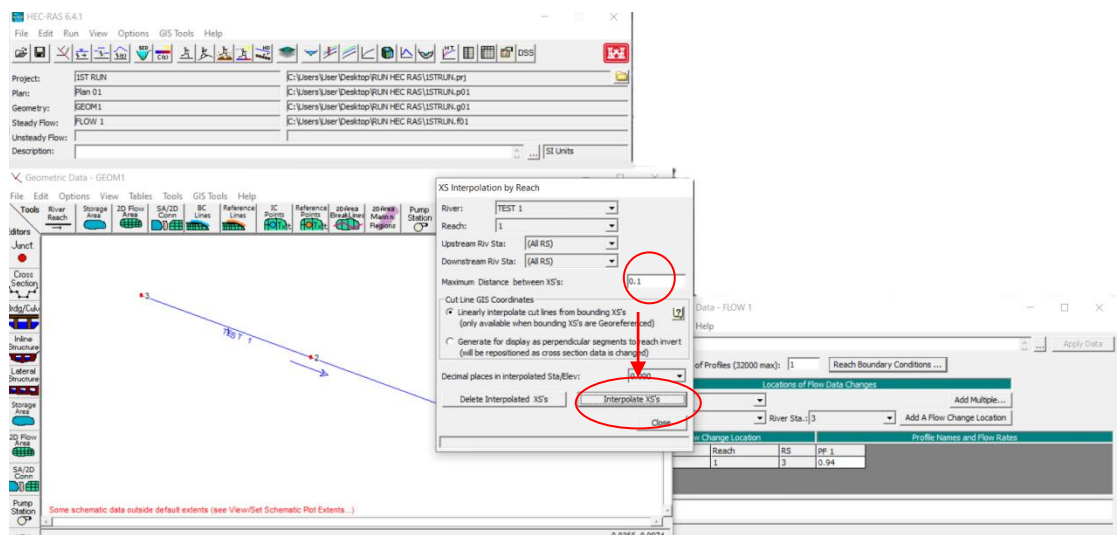 HEC-RAS 6.4.1
File Edit Run View Options GIS Tools Help
DSS
Project: 1ST RUN C:\Users\User\Desktop\RUN HEC RAS\1STRUN.prj
Plan: Plan 01 C:\Users\User\Desktop\RUN HEC RAS\1STRUN.p01
Geometry: GEOM1 C:\Users\User\Desktop\RUN HEC RAS\1STRUN.g01
Steady Flow: FLOW 1 C:\Users\User\Desktop\RUN HEC RAS\1STRUN.f01
Unsteady Flow:
Description: ... SI Units
Geometric Data - GEOM1
File Edit Options View Tables Tools GIS Tools Help
Tools River Reach Storage Area 2D Flow Area SA/2D Conn BC Lines Reference Lines IC Points Reference Points 2D Area BreakLines 2D Area Mann n Regions Pump Station
ditors
Junct.
Cross Section
rdg/Culv
Inline Structure
Lateral Structure
Storage Area
2D Flow Area
SA/2D Conn
Pump Station
3
TEST 1
2
Some schematic data outside default extents (see View/Set Schematic Plot Extents...)
XS Interpolation by Reach
River: TEST 1
Reach: 1
Upstream Riv Sta: (All RS)
Downstream Riv Sta: (All RS)
Maximum Distance between XS's: 0.1
Cut Line GIS Coordinates
Linearly interpolate cut lines from bounding XS's
(only available when bounding XS's are Georeferenced)
Generate for display as perpendicular segments to reach invert
(will be repositioned as cross section data is changed)
Decimal places in interpolated Sta/Elev:
Delete Interpolated XS's Interpolate XS's
Close
Data - FLOW 1
Help
... Apply Data
of Profiles (32000 max): 1 Reach Boundary Conditions ...
Locations of Flow Data Changes
Add Multiple...
River Sta.: 3 Add A Flow Change Location
w Change Location Profile Names and Flow Rates
Reach RS PF 1
1 3 0.94